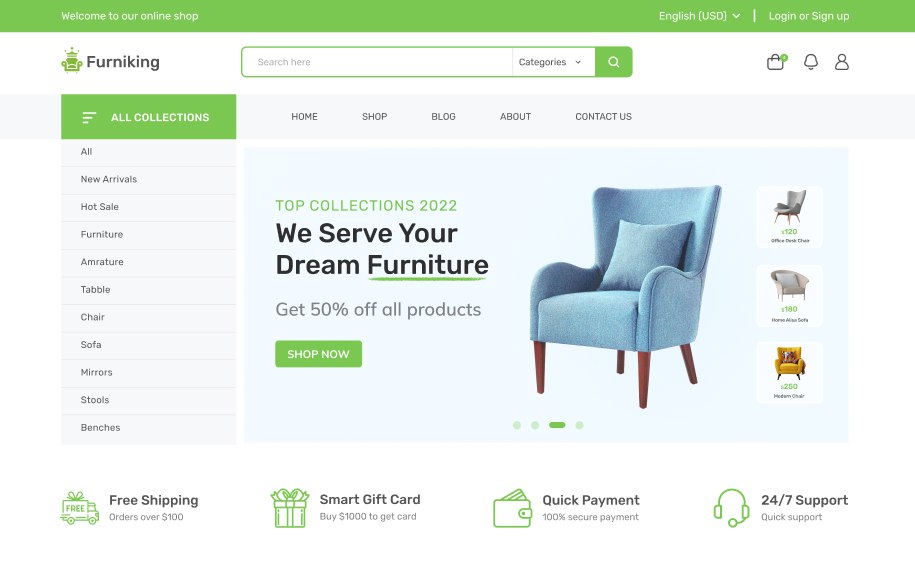 Welcome to our online shop
English (USD)
Login or Sign up
Furniking
Search here
Categories
ALL COLLECTIONS
HOME
SHOP
BLOG
ABOUT
CONTACT US
All
New Arrivals
Hot Sale
Furniture
Amrature
Tabble
Chair
Sofa
Mirrors
Stools
Benches
TOP COLLECTIONS 2022
We Serve Your
Dream Furniture
Get 50% off all products
SHOP NOW
$120
Office Desk Chair
$180
Home Alisa Sofa
$250
Modern Chair
FREE
Free Shipping
Orders over $100
Smart Gift Card
Buy $1000 to get card
Quick Payment
100% secure payment
24/7 Support
Quick support